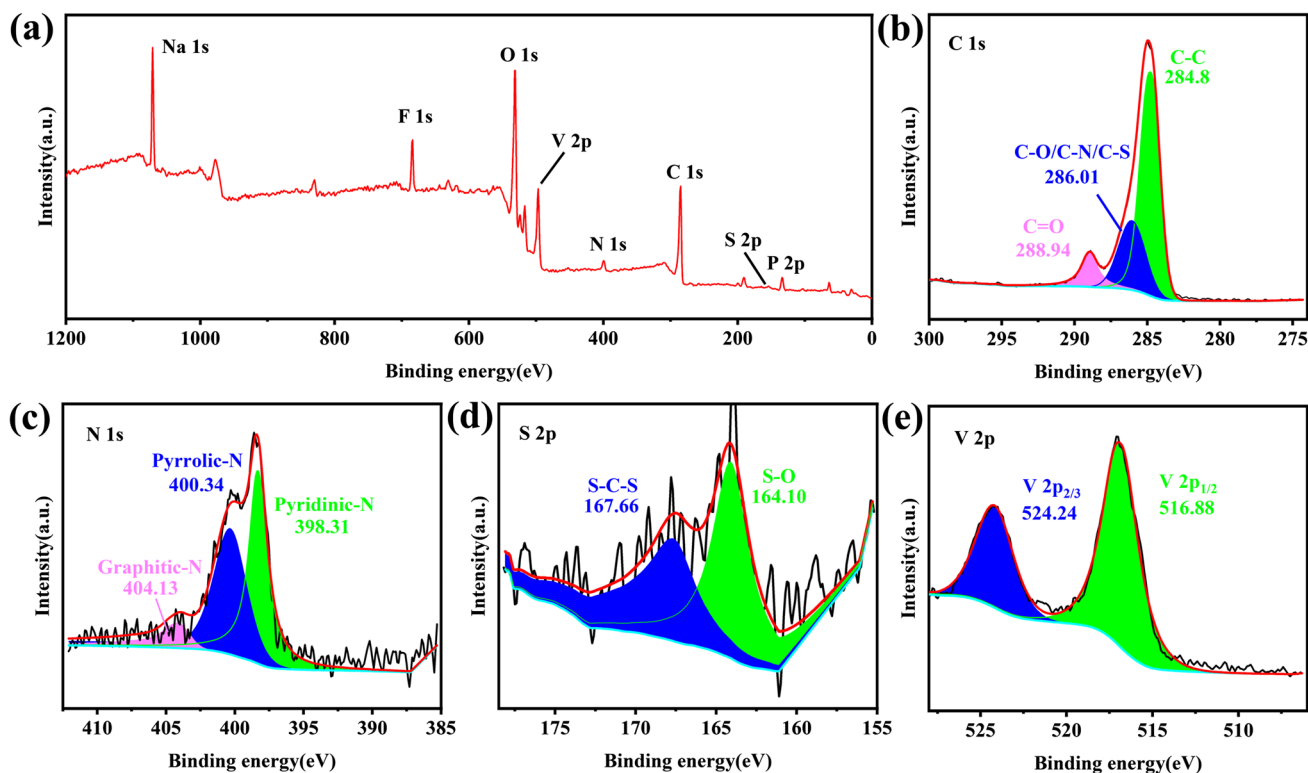 (a)
Na 1s
F 1s
O 1s
V 2p
N 1s
C 1s
S 2p
P 2p
Intensity(a.u.)
1200 1000 800 600 400 200 0
Binding energy(eV)
(b)
C 1s
C-C
284.8
C-O/C-N/C-S
286.01
C=O
288.94
Intensity(a.u.)
300 295 290 285 280 275
Binding energy(eV)
(c)
N 1s
Pyrrolic-N
400.34
Pyridinic-N
398.31
Graphitic-N
404.13
Intensity(a.u.)
410 405 400 395 390 385
Binding energy(eV)
(d)
S 2p
S-C-S
167.66
S-O
164.10
Intensity(a.u.)
175 170 165 160 155
Binding energy(eV)
(e)
V 2p
V 2p2/3
524.24
V 2p1/2
516.88
Intensity(a.u.)
525 520 515 510
Binding energy(eV)